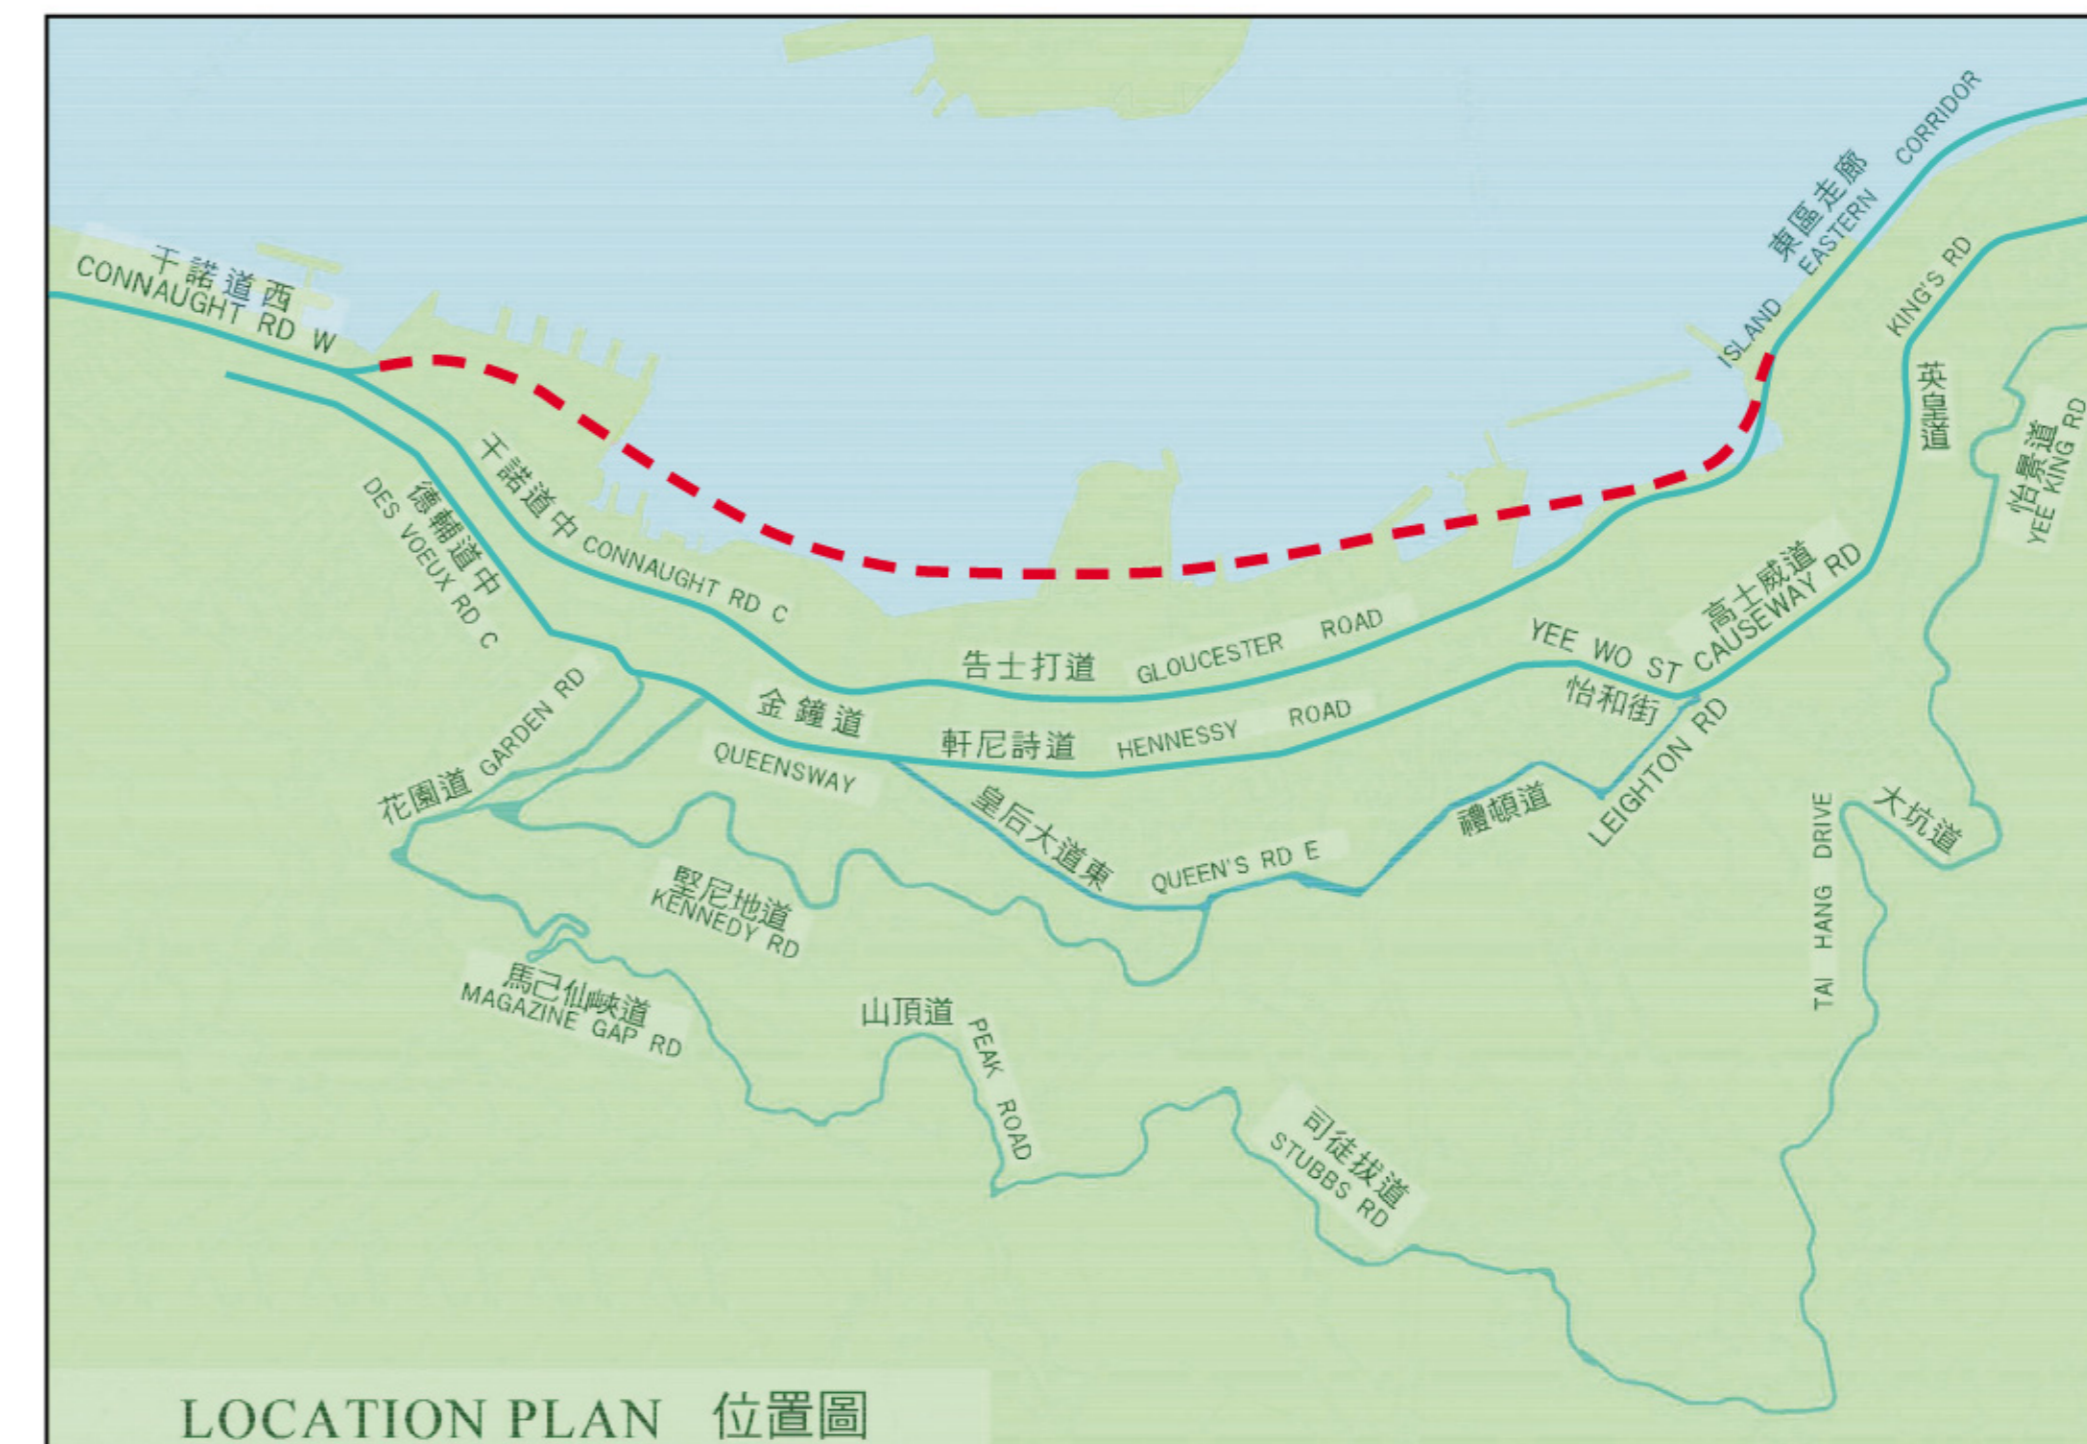 干諾道西
CONNAUGHT RD W
東區走廊
ISLAND EASTERN CORRIDOR
KING'S RD
英皇道
怡景道
YEE KING RD
干諾道中 CONNAUGHT RD C
德輔道中
DES VOEUX RD C
高士威道
CAUSEWAY RD
告士打道 GLOUCESTER ROAD
YEE WO ST
怡和街
金鐘道
QUEENSWAY
軒尼詩道 HENNESSY ROAD
花園道 GARDEN RD
皇后大道東 QUEEN'S RD E
禮頓道
LEIGHTON RD
大坑道
TAI HANG DRIVE
堅尼地道
KENNEDY RD
馬己仙峽道
MAGAZINE GAP RD
山頂道 PEAK ROAD
司徒拔道
STUBBS RD
LOCATION PLAN 位置圖